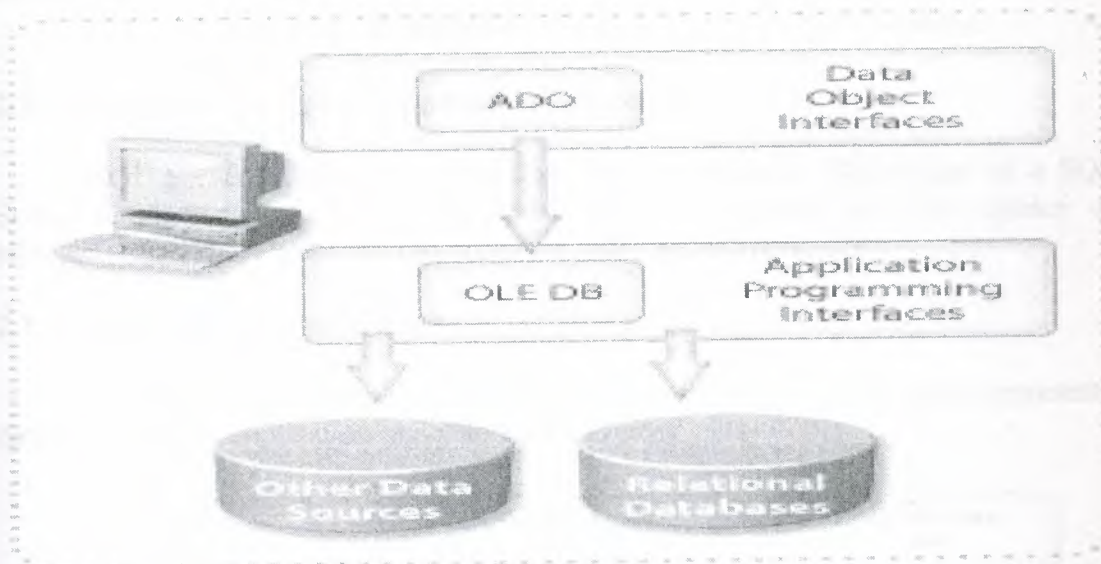 ADO
Data
Object
Interfaces
OLE DB
Application
Programming
Interfaces
Other Data
Sources
Relational
Databases